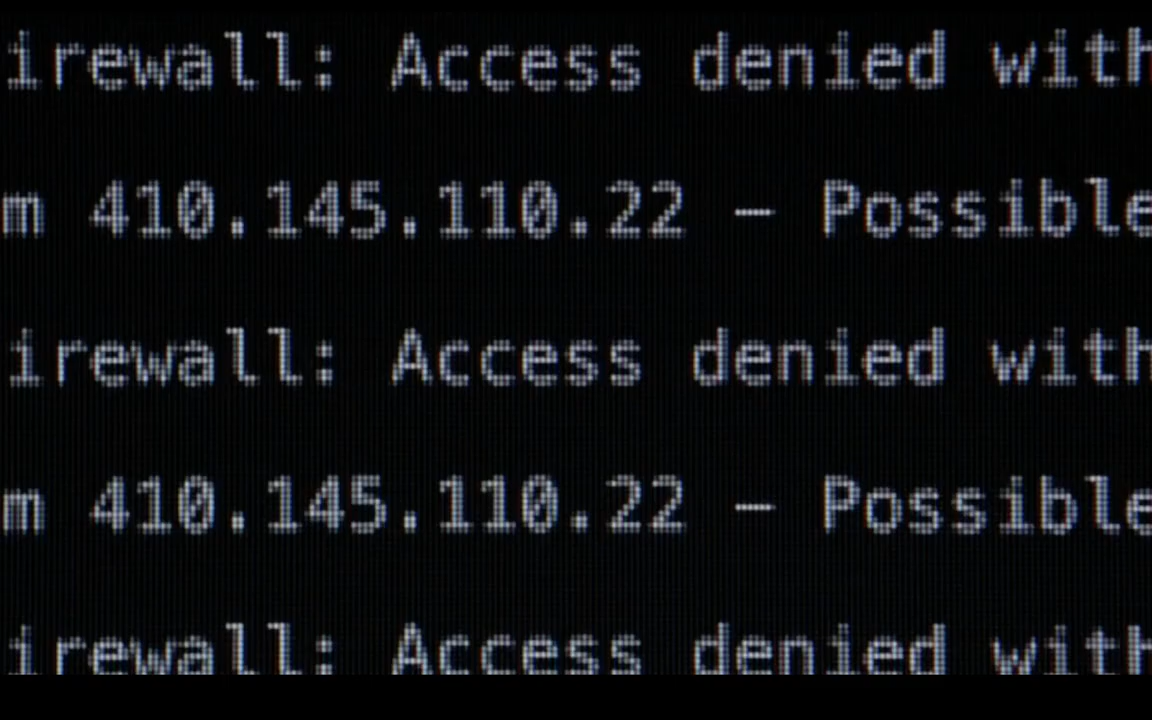 irewall: Access denied with
m 410.145.110.22 – Possible
irewall: Access denied with
m 410.145.110.22 – Possible
irewall: Access denied with